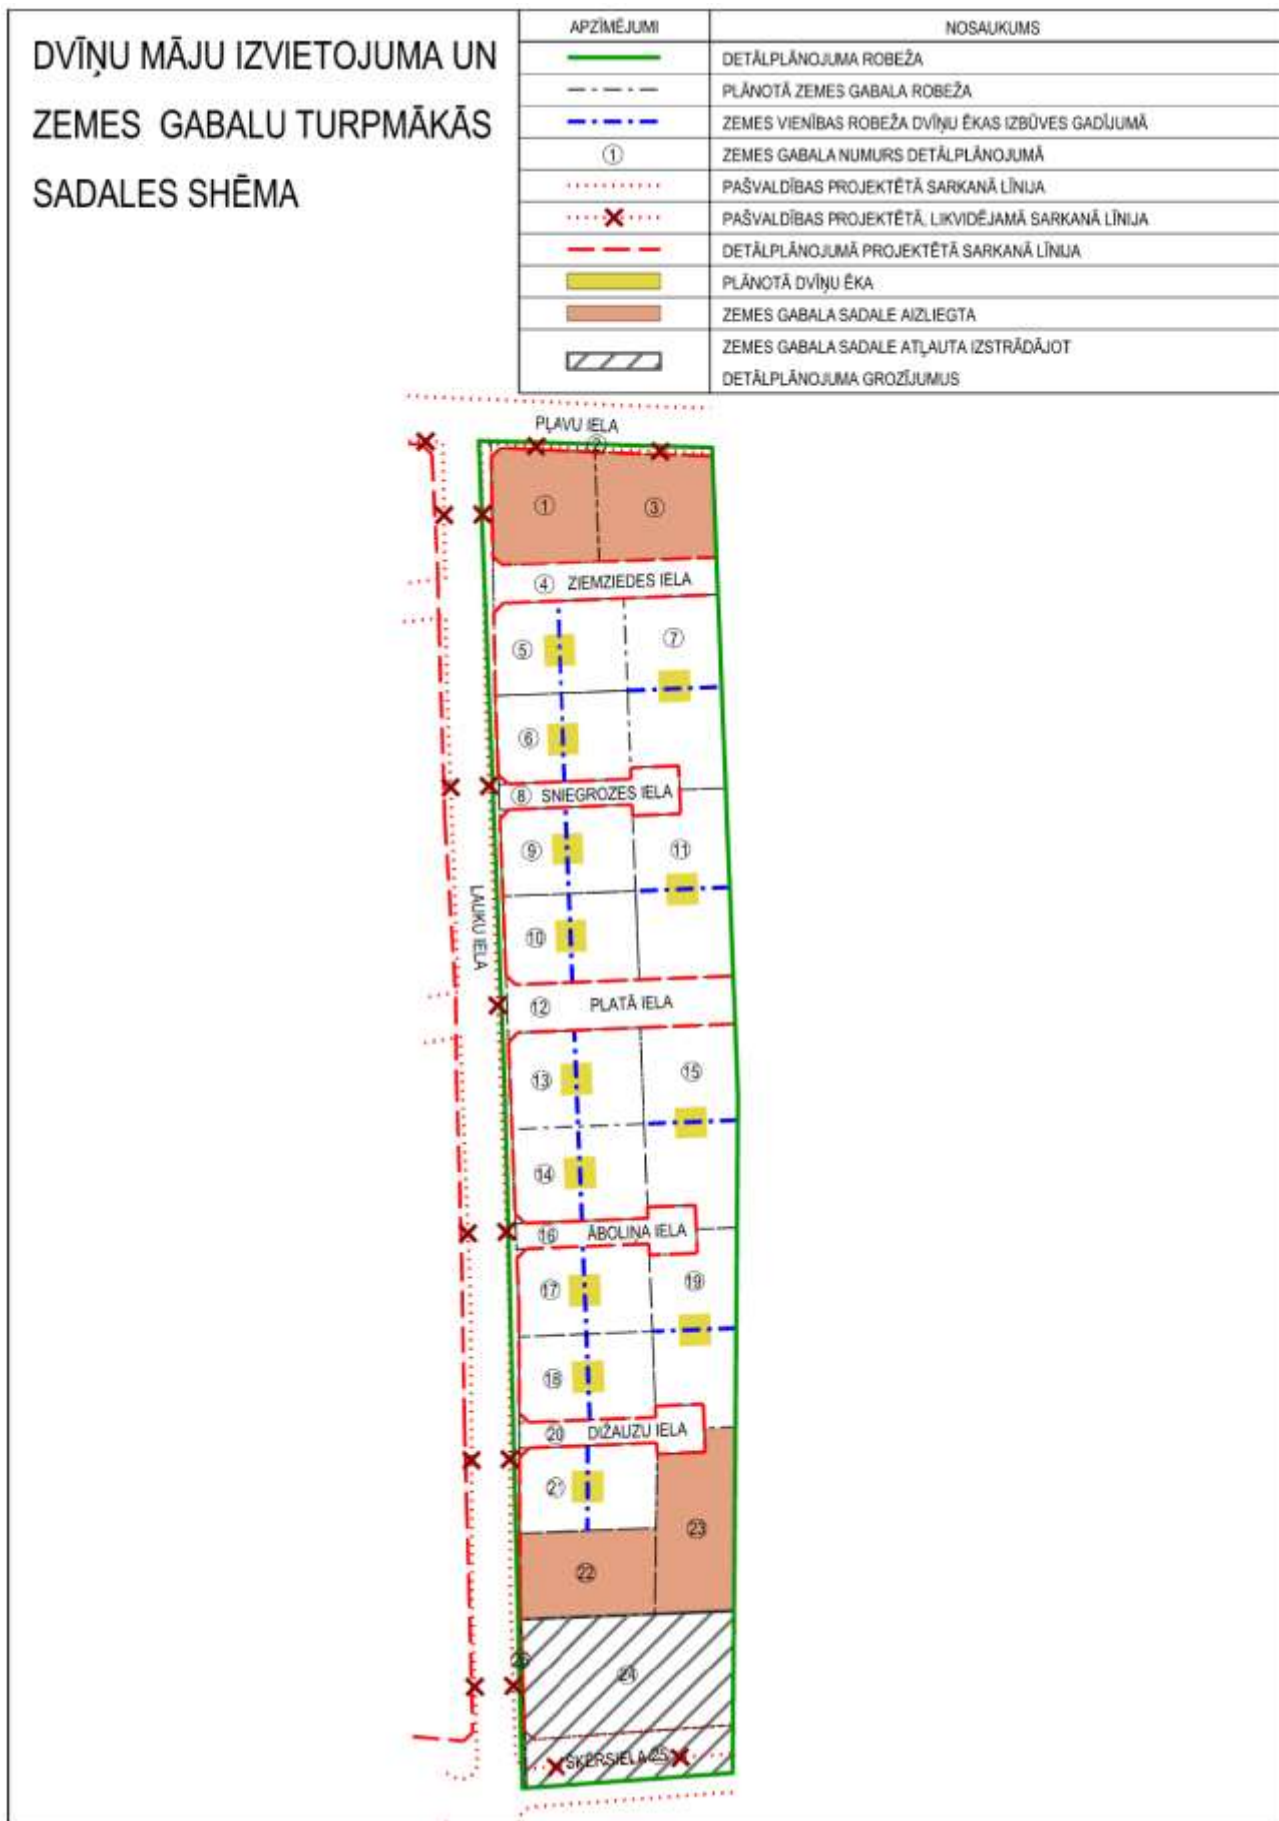 DVĪŅU MĀJU IZVIETOJUMA UN
ZEMES GABALU TURPMĀKĀS
SADALES SHĒMA
APZĪMĒJUMI NOSAUKUMS
DETĀLPLĀNOJUMA ROBEŽA
PLĀNOTĀ ZEMES GABALA ROBEŽA
ZEMES VIENĪBAS ROBEŽA DVĪŅU ĒKAS IZBŪVES GADĪJUMĀ
1 ZEMES GABALA NUMURS DETĀLPLĀNOJUMĀ
PAŠVALDĪBAS PROJEKTĒTĀ SARKANĀ LĪNIJA
PAŠVALDĪBAS PROJEKTĒTĀ, LIKVIDĒJAMĀ SARKANĀ LĪNIJA
DETĀLPLĀNOJUMĀ PROJEKTĒTĀ SARKANĀ LĪNIJA
PLĀNOTĀ DVĪŅU ĒKA
ZEMES GABALA SADALE AIZLIEGTA
ZEMES GABALA SADALE ATĻAUTA IZSTRĀDĀJOT
DETĀLPLĀNOJUMA GROZĪJUMUS
PĻAVU IELA
2
1
3
4 ZIEMZIEDES IELA
5
7
6
8 SNIEGROZES IELA
9
11
LAUKU IELA
10
12 PLATĀ IELA
13
15
14
16 ĀBOLIŅA IELA
17
19
18
20 DIŽAUZU IELA
21
23
22
24
ŠĶĒRSIELA 25